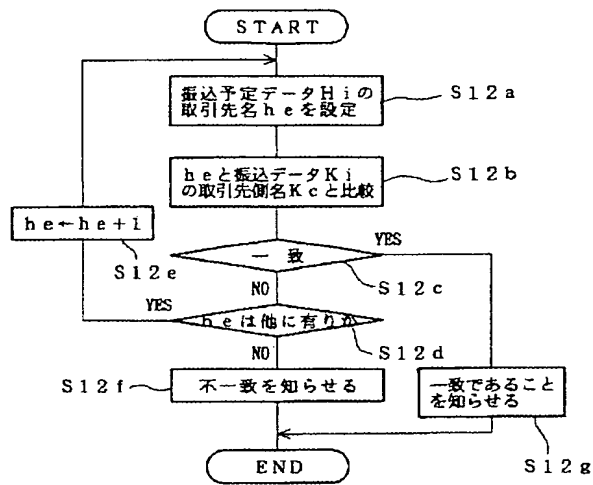 START
振込予定データHiの
取引先名heを設定
S12a
heと振込データKi
の取引先側名Kcと比較
S12b
he←he+i
S12e
一致
YES
S12c
NO
YES
heは他に有りか
S12d
NO
S12f
不一致を知らせる
一致であること
を知らせる
S12g
END